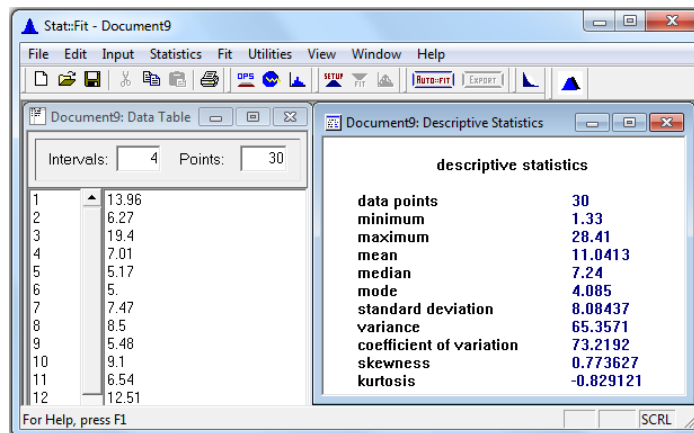 Stat::Fit - Document9
File Edit Input Statistics Fit Utilities View Window Help
OPS SETUP FIT AUTO::FIT EXPORT
Document9: Data Table
Intervals: 4 Points: 30
1 13.96
2 6.27
3 19.4
4 7.01
5 5.17
6 5.
7 7.47
8 8.5
9 5.48
10 9.1
11 6.54
12 12.51
Document9: Descriptive Statistics
descriptive statistics
data points 30
minimum 1.33
maximum 28.41
mean 11.0413
median 7.24
mode 4.085
standard deviation 8.08437
variance 65.3571
coefficient of variation 73.2192
skewness 0.773627
kurtosis -0.829121
For Help, press F1 SCRL